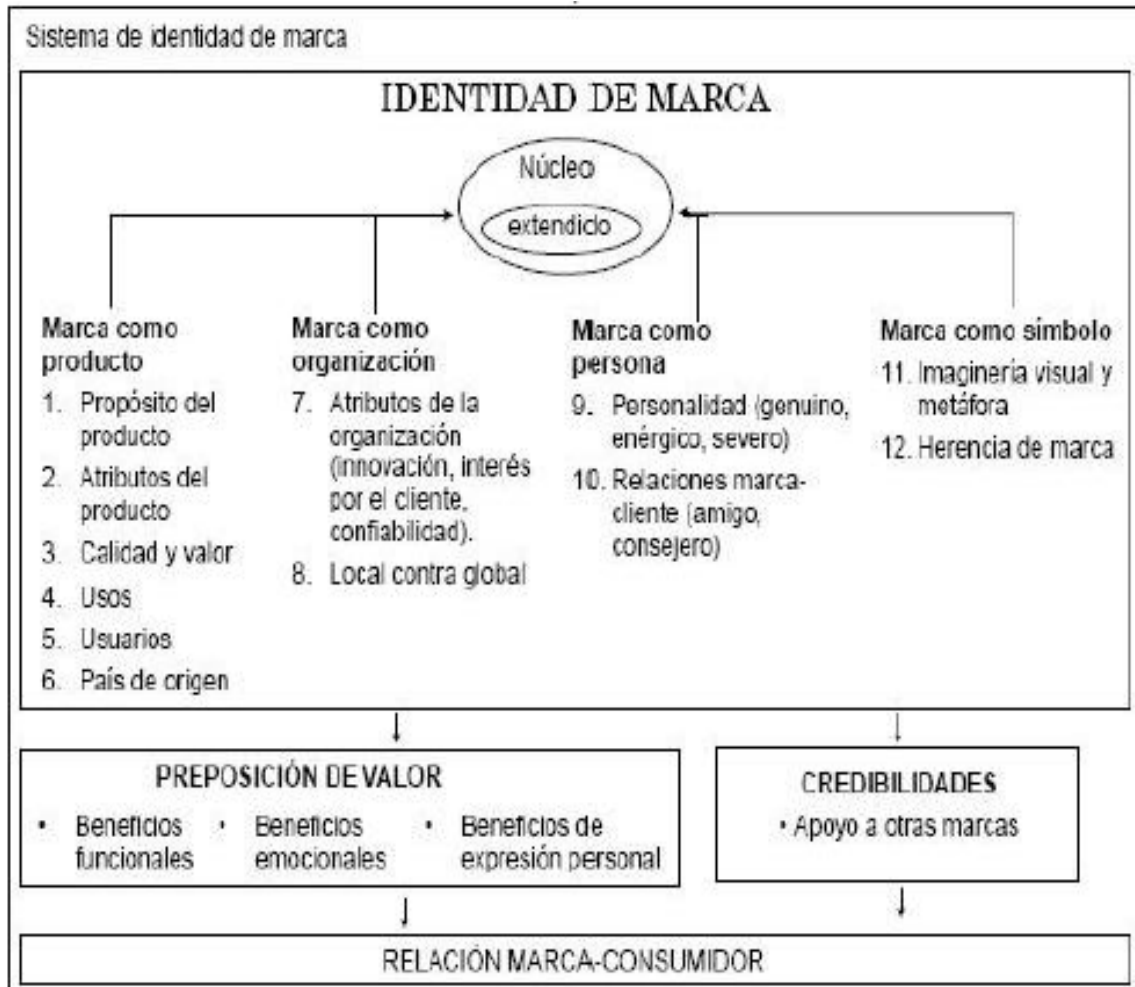 Sistema de identidad de marca
IDENTIDAD DE MARCA
Núcleo
extendicio
Marca como
producto
1. Propósito del
producto
2. Atributos del
producto
3. Calidad y valor
4. Usos
5. Usuarios
6. País de origen
Marca como
organización
7. Atributos de la
organización
(innovación, interés
por el cliente,
confiabilidad).
8. Local contra global
Marca como
persona
9. Personalidad (genuino,
enérgico, severo)
10. Relaciones marca-
cliente (amigo,
consejero)
Marca como símbolo
11. Imaginería visual y
metáfora
12. Herencia de marca
PREPOSICIÓN DE VALOR
• Beneficios
funcionales
• Beneficios
emocionales
• Beneficios de
expresión personal
CREDIBILIDADES
• Apoyo a otras marcas
RELACIÓN MARCA-CONSUMIDOR